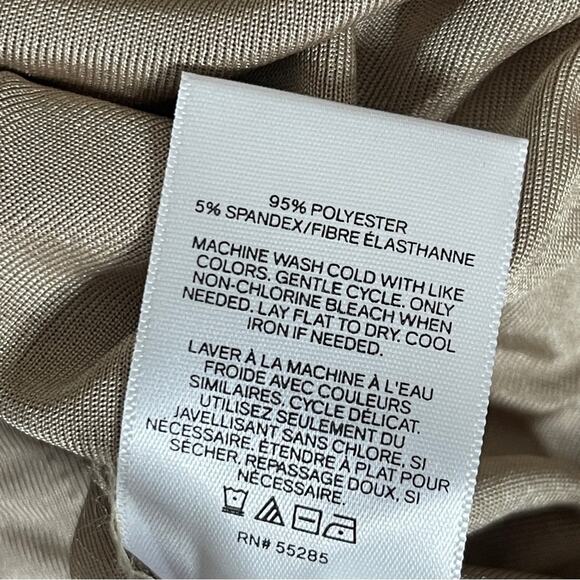 95% POLYESTER
5% SPANDEX/FIBRE ÉLASTHANNE
MACHINE WASH COLD WITH LIKE
COLORS. GENTLE CYCLE. ONLY
NON-CHLORINE BLEACH WHEN
NEEDED. LAY FLAT TO DRY. COOL
IRON IF NEEDED.
LAVER À LA MACHINE À L'EAU
FROIDE AVEC COULEURS
SIMILAIRES, CYCLE DÉLICAT.
UTILISEZ SEULEMENT DU
JAVELLISANT SANS CHLORE, SI
NÉCESSAIRE. ÉTENDRE À PLAT POUR
SÉCHER, REPASSAGE DOUX, SI
NÉCESSAIRE.
RN# 55285